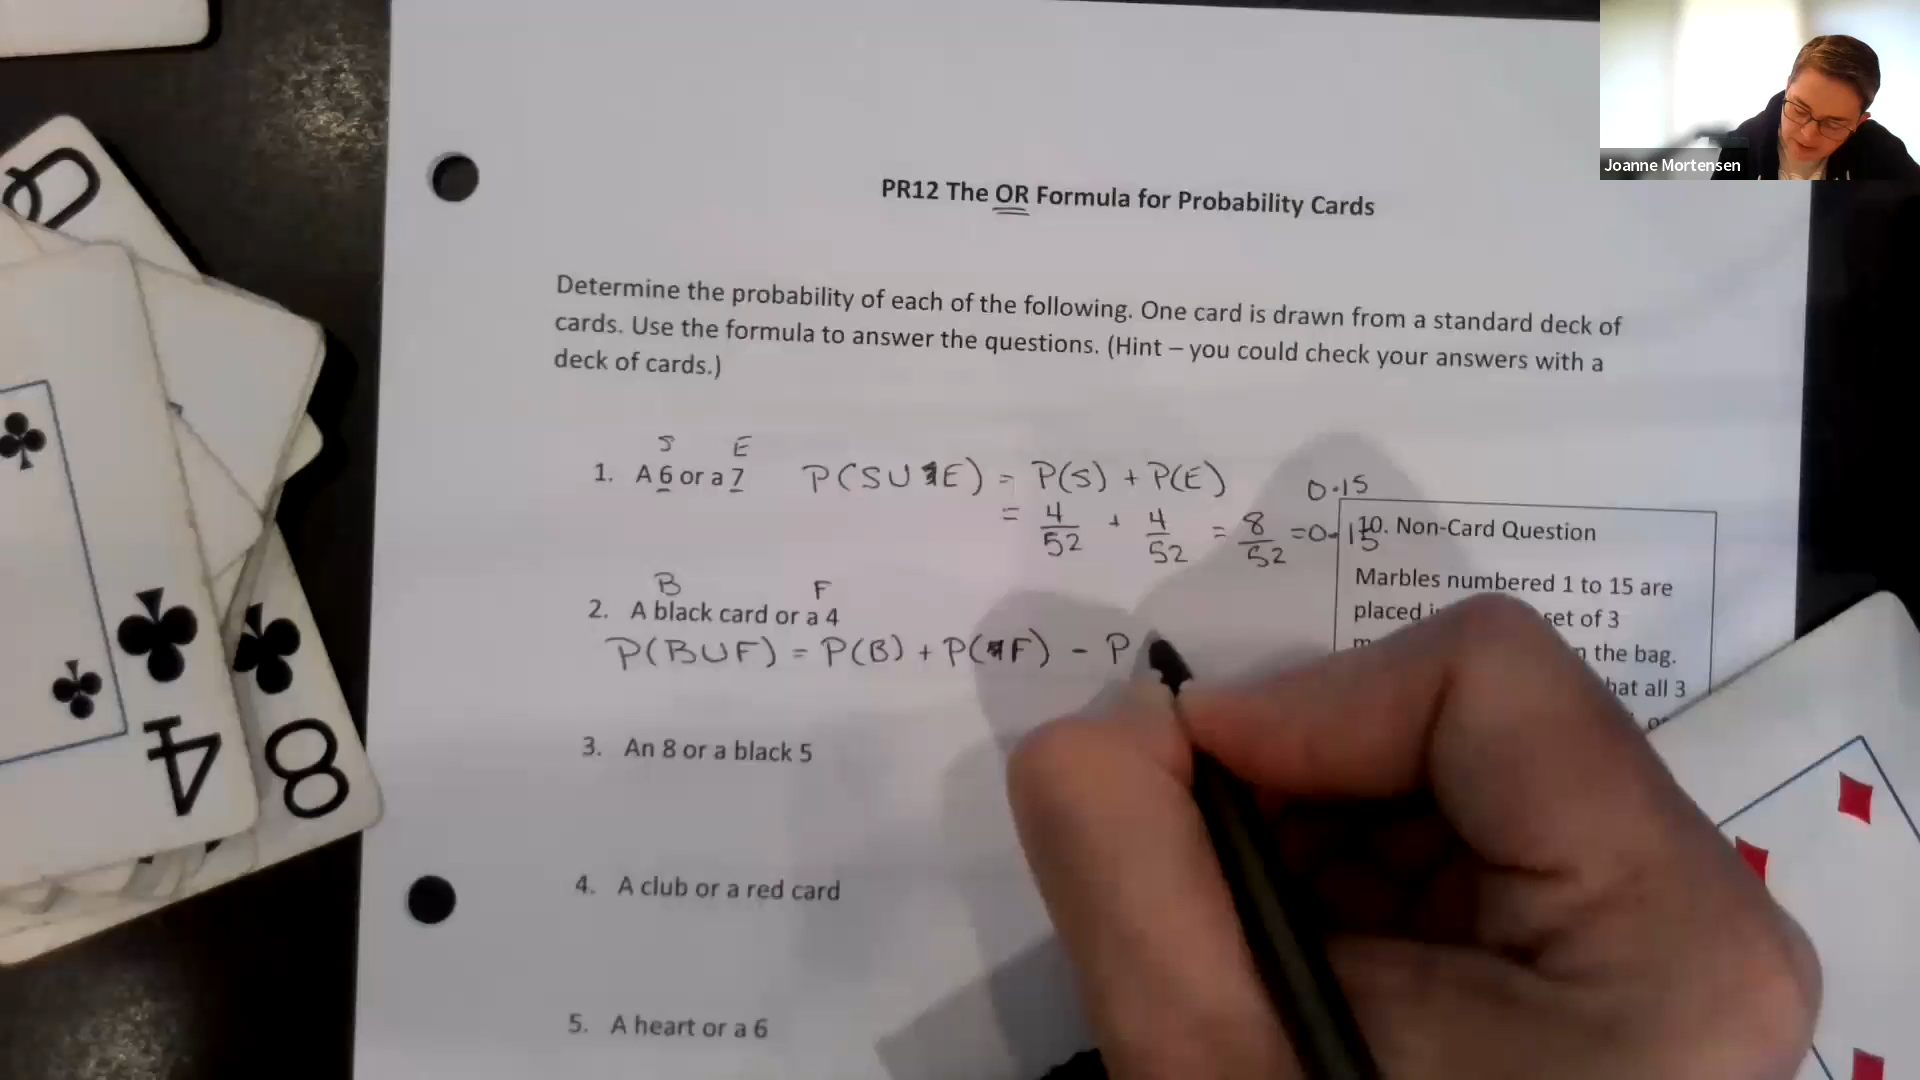 Joanne Mortensen
PR12 The OR Formula for Probability Cards
Determine the probability of each of the following. One card is drawn from a standard deck of
cards. Use the formula to answer the questions. (Hint – you could check your answers with a
deck of cards.)
S E
1. A 6 or a 7 P(S∪E) = P(S) + P(E)
= 4/52 + 4/52 = 8/52 = 0.15
0.15
B F
2. A black card or a 4
P(B∪F) = P(B) + P(F) - P
3. An 8 or a black 5
4. A club or a red card
5. A heart or a 6
10. Non-Card Question
Marbles numbered 1 to 15 are
placed set of 3
the bag.
hat all 3
Q
4
8